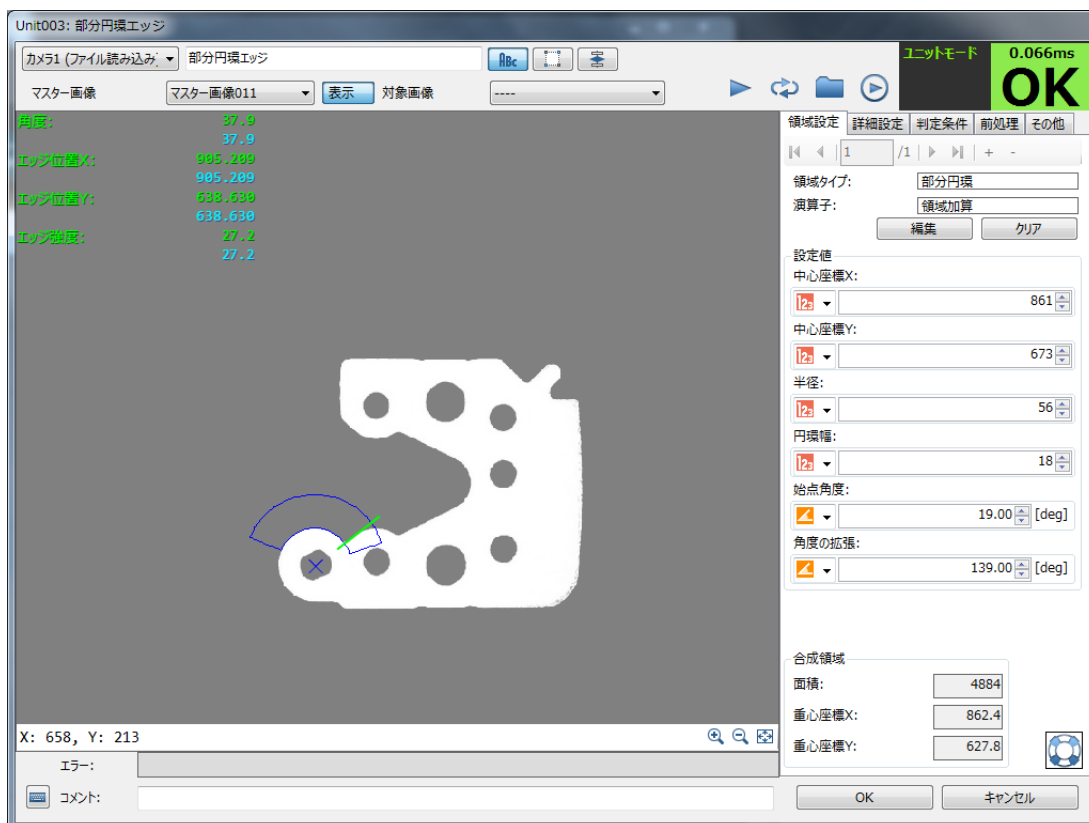 Unit003: 部分円環エッジ
カメラ1 (ファイル読み込み) 部分円環エッジ ABC
ユニットモード 0.066ms
OK
マスター画像 マスター画像011 表示 対象画像 ----
角度: 37.9
37.9
エッジ位置X: 905.209
905.209
エッジ位置Y: 638.630
638.630
エッジ強度: 27.2
27.2
X: 658, Y: 213
領域設定 詳細設定 判定条件 前処理 その他
1 /1 + -
領域タイプ: 部分円環
演算子: 領域加算
編集 クリア
設定値
中心座標X:
123 861
中心座標Y:
123 673
半径:
123 56
円環幅:
123 18
始点角度:
19.00 [deg]
角度の拡張:
139.00 [deg]
合成領域
面積: 4884
重心座標X: 862.4
重心座標Y: 627.8
エラー:
コメント:
OK キャンセル